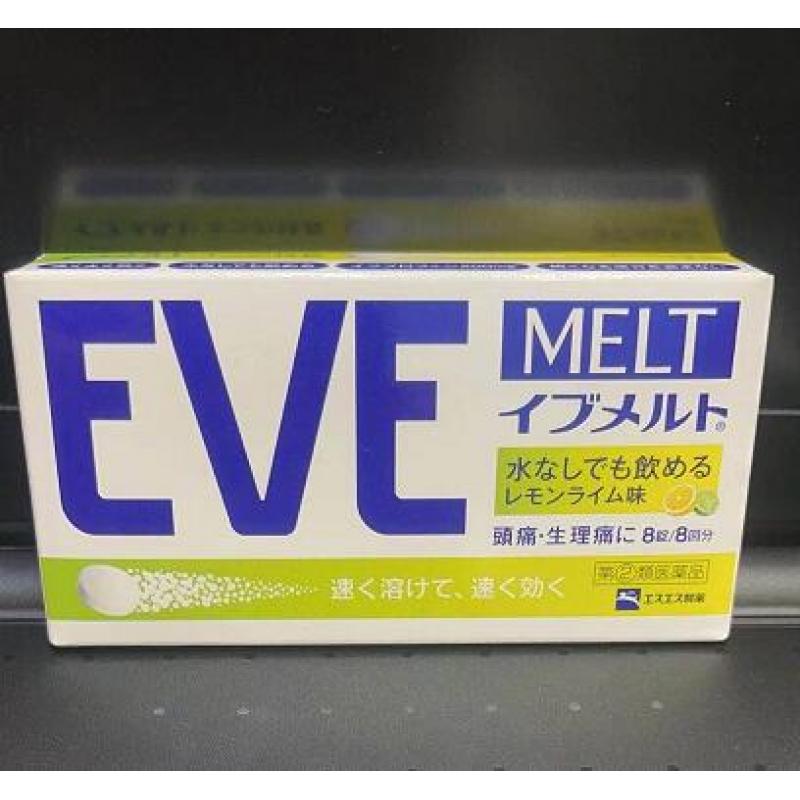 EVE
MELT
イブメルト®
水なしでも飲める
レモンライム味
頭痛・生理痛に 8錠/8回分
指②類医薬品
エスエス製薬
速く溶けて、速く効く